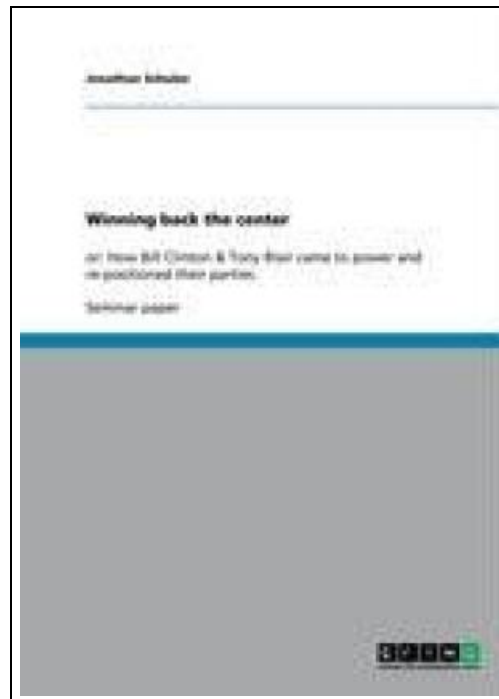 Jonathan
Winning back the center
or: How Bill Clinton & Tony Blair came to power and
re-positioned their parties
Seminar paper
GRIN